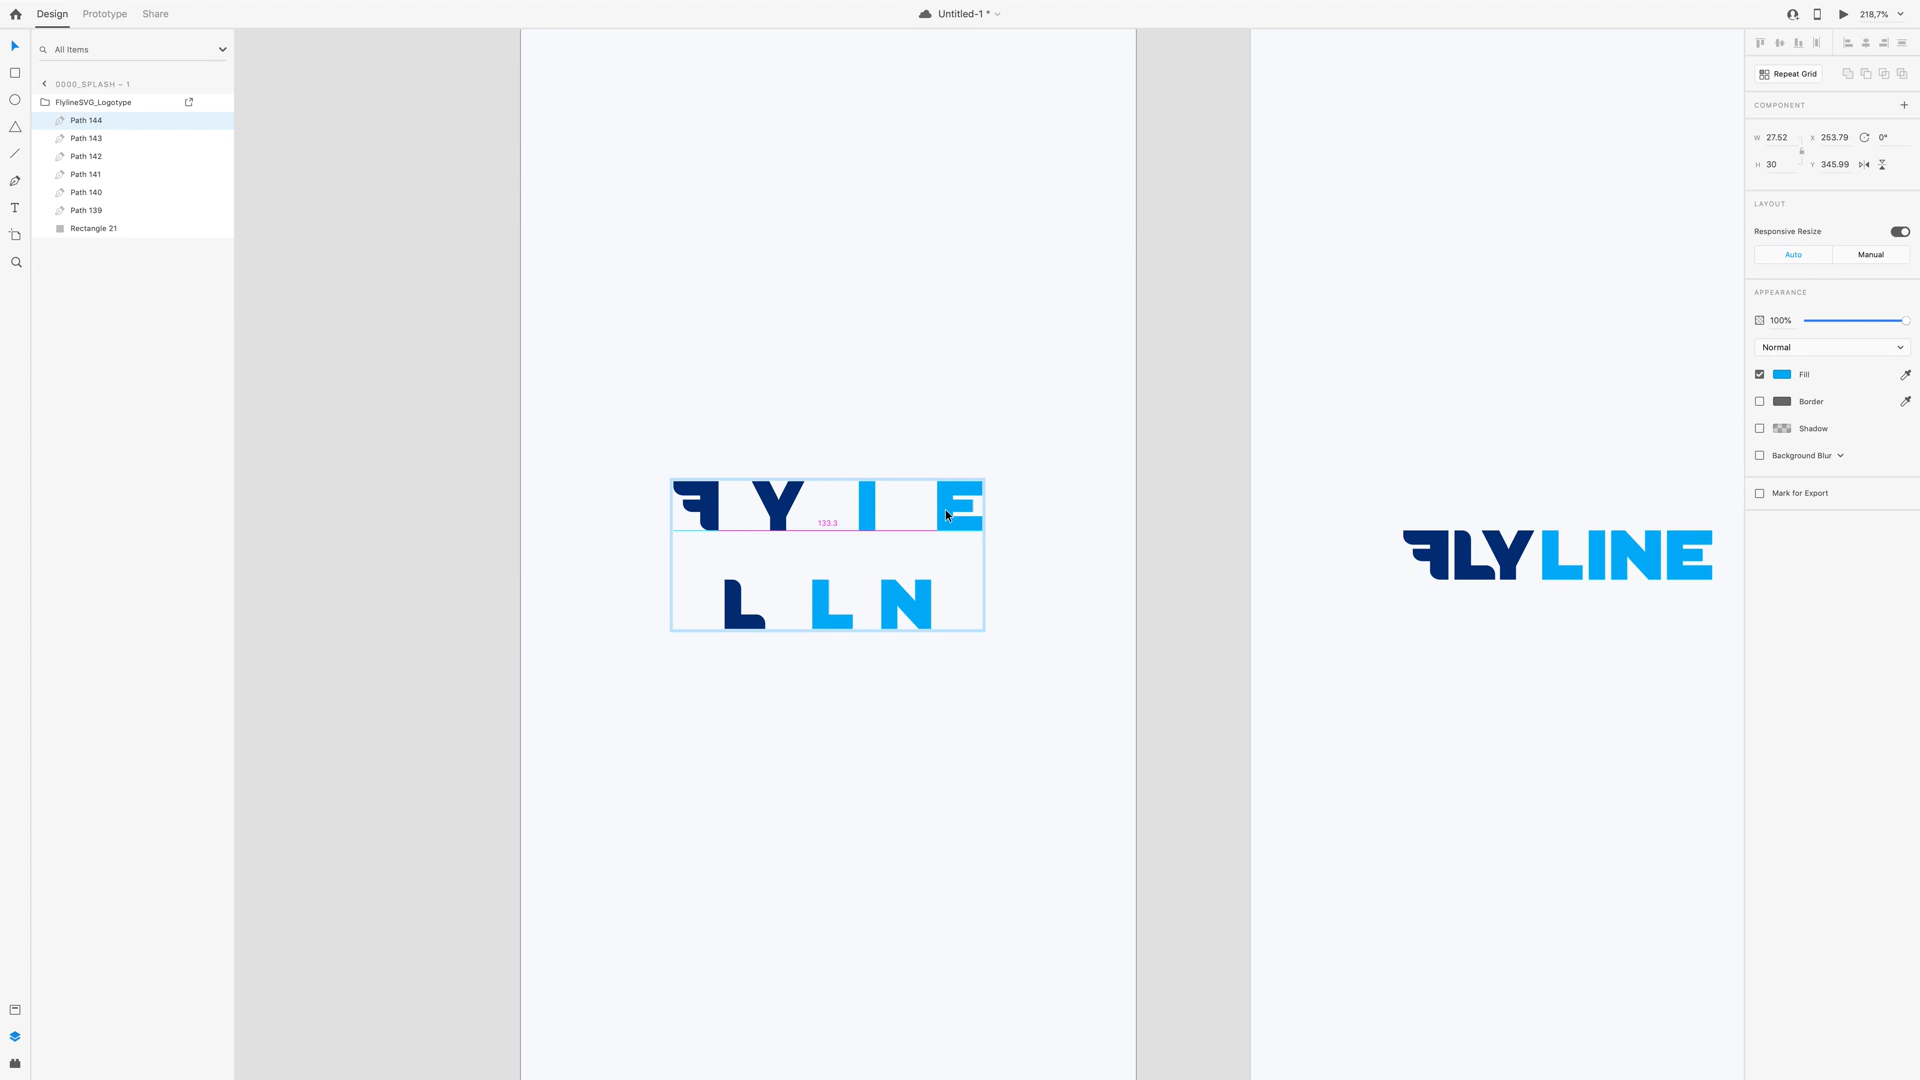 Design Prototype Share
Untitled-1 *
218,7%
All Items
0000_SPLASH – 1
FlylineSVG_Logotype
Path 144
Path 143
Path 142
Path 141
Path 140
Path 139
Rectangle 21
F Y I E
133.3
L L N
FLYLINE
Repeat Grid
COMPONENT
W 27.52 X 253.79 0°
H 30 Y 345.99
LAYOUT
Responsive Resize
Auto Manual
APPEARANCE
100%
Normal
Fill
Border
Shadow
Background Blur
Mark for Export